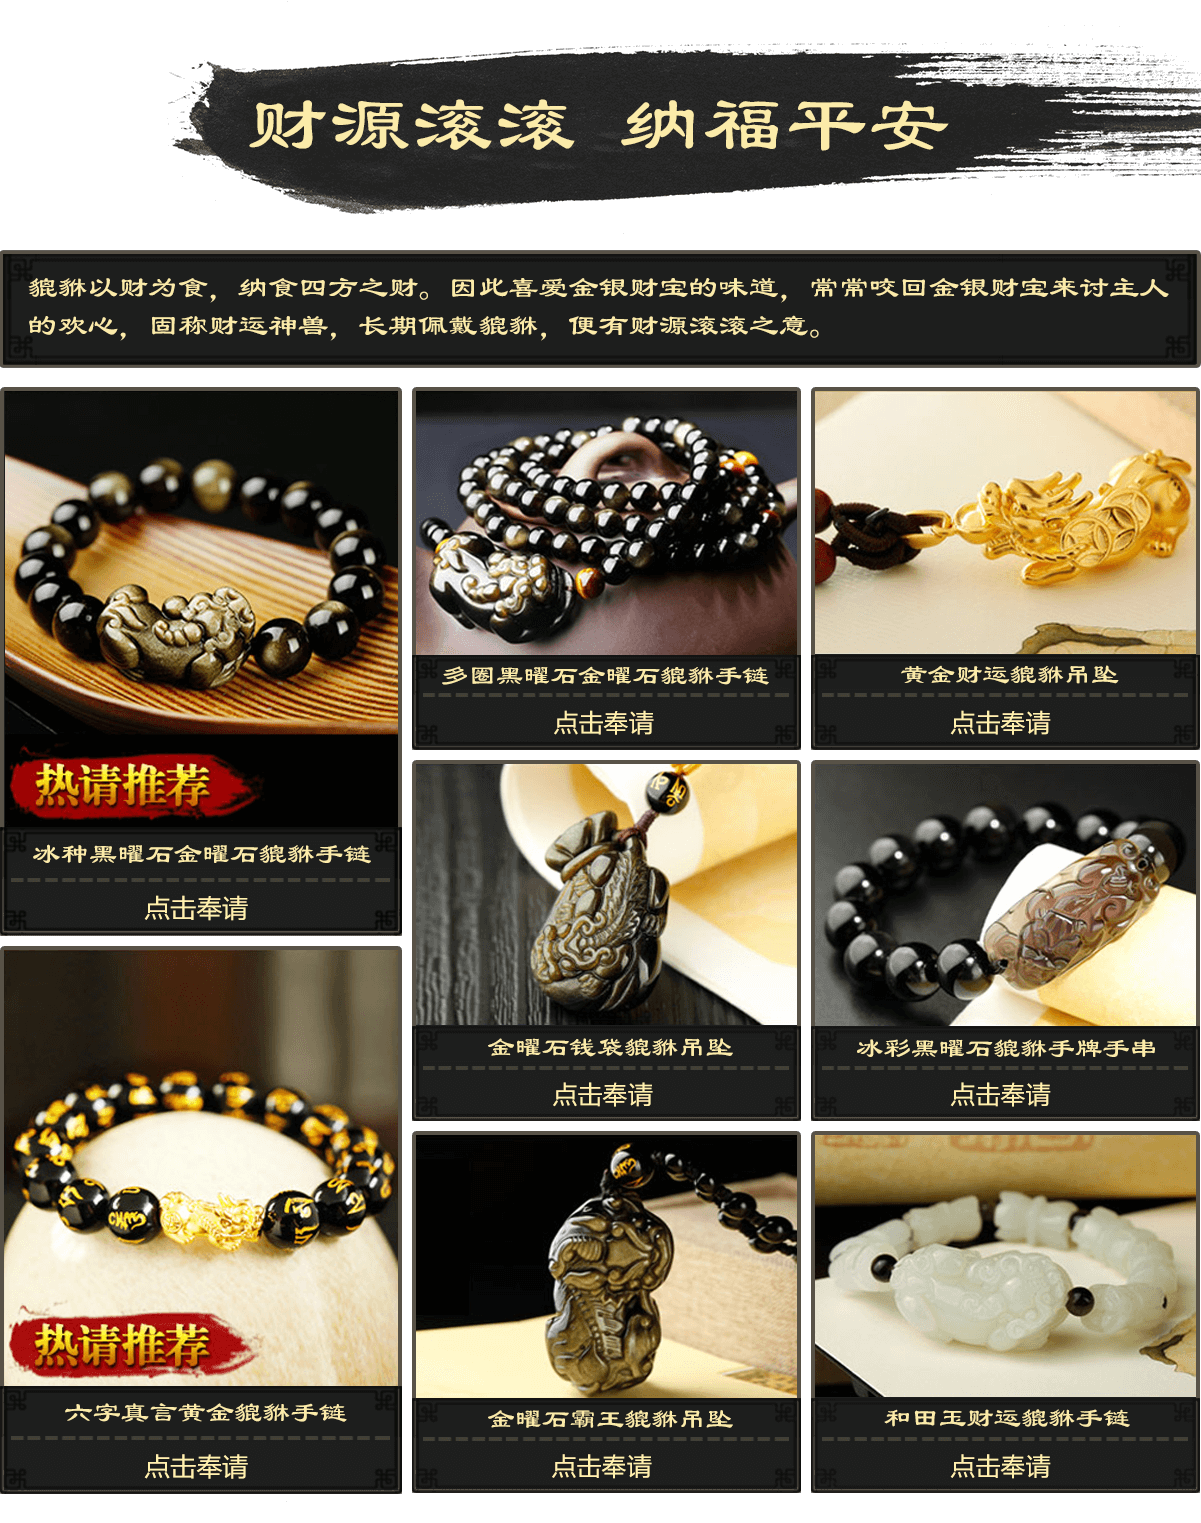 财源滚滚 纳福平安
貔貅以财为食，纳食四方之财。因此喜爱金银财宝的味道，常常咬回金银财宝来讨主人
的欢心，固称财运神兽，长期佩戴貔貅，便有财源滚滚之意。
热请推荐
冰种黑曜石金曜石貔貅手链
点击奉请
多圈黑曜石金曜石貔貅手链
点击奉请
黄金财运貔貅吊坠
点击奉请
金曜石钱袋貔貅吊坠
点击奉请
冰彩黑曜石貔貅手牌手串
点击奉请
热请推荐
六字真言黄金貔貅手链
点击奉请
金曜石霸王貔貅吊坠
点击奉请
和田玉财运貔貅手链
点击奉请